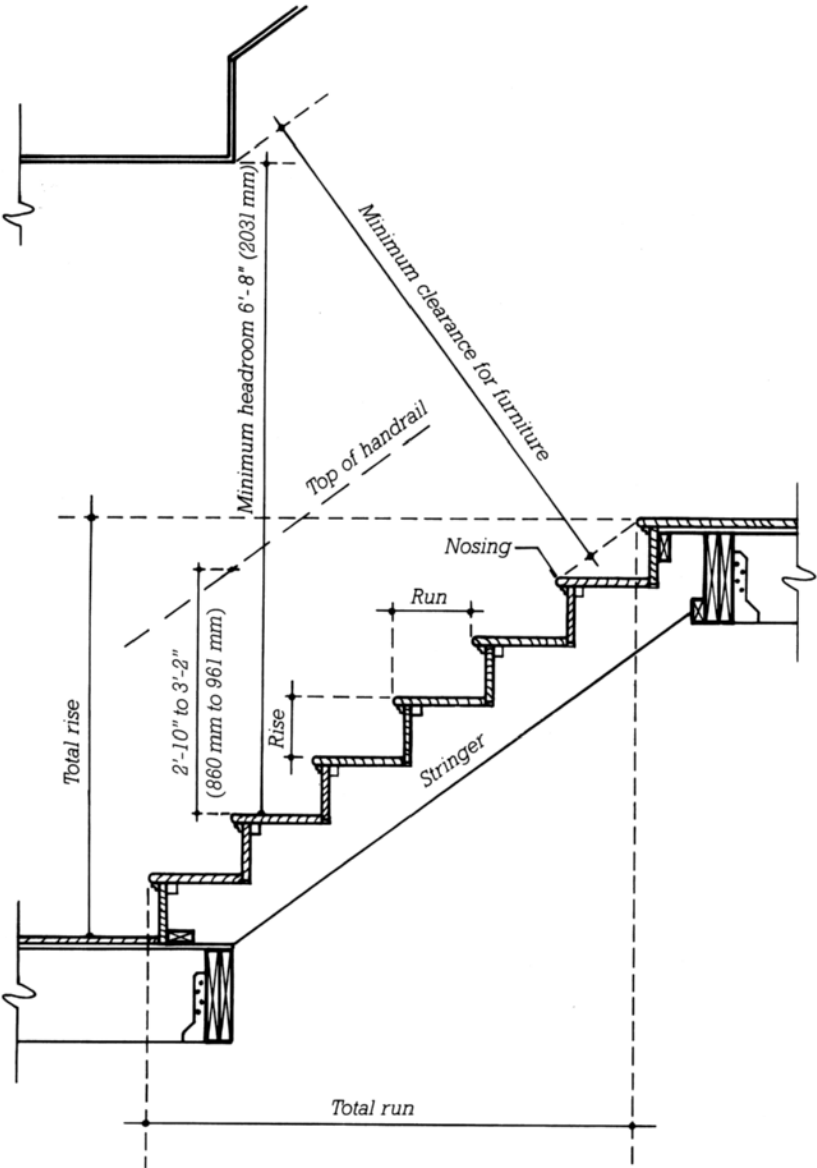 Minimum headroom 6'-8" (2031 mm)
Minimum clearance for furniture
Top of handrail
Nosing
Run
2'-10" to 3'-2"
(860 mm to 961 mm)
Rise
Total rise
Stringer
Total run